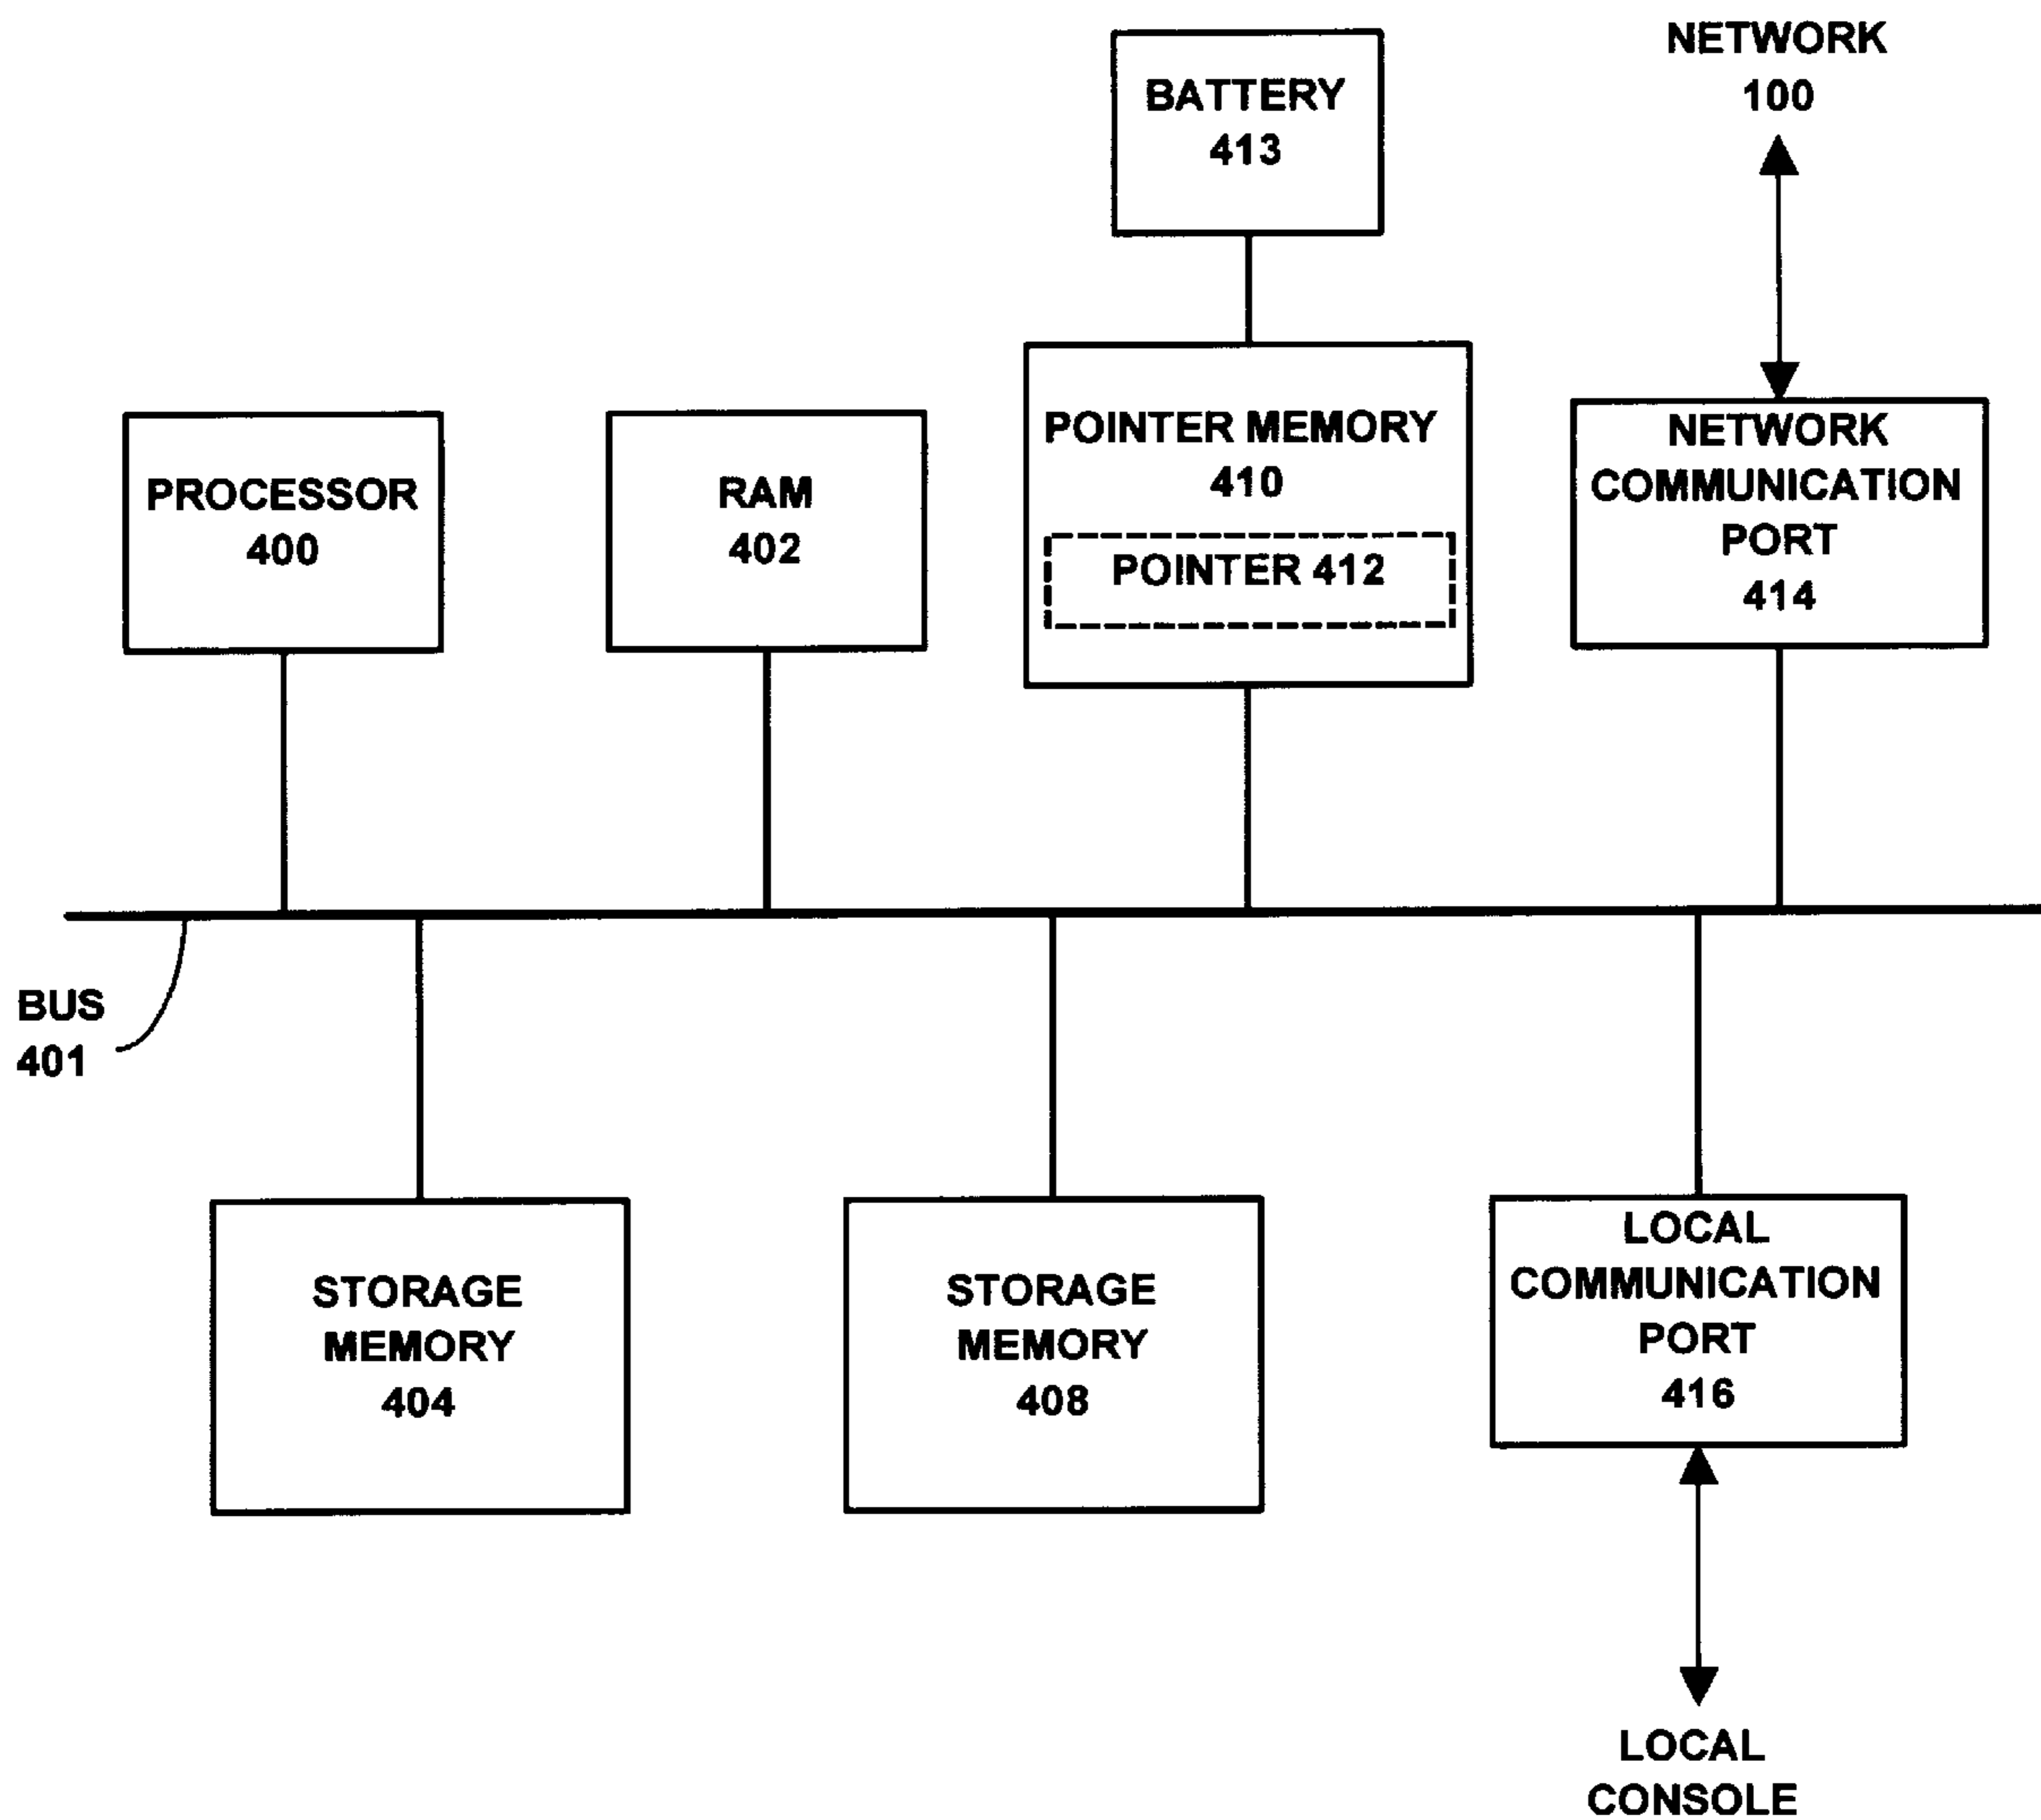 NETWORK
100
BATTERY
413
PROCESSOR
400
RAM
402
POINTER MEMORY
410
POINTER 412
NETWORK
COMMUNICATION
PORT
414
BUS
401
STORAGE
MEMORY
404
STORAGE
MEMORY
408
LOCAL
COMMUNICATION
PORT
416
LOCAL
CONSOLE